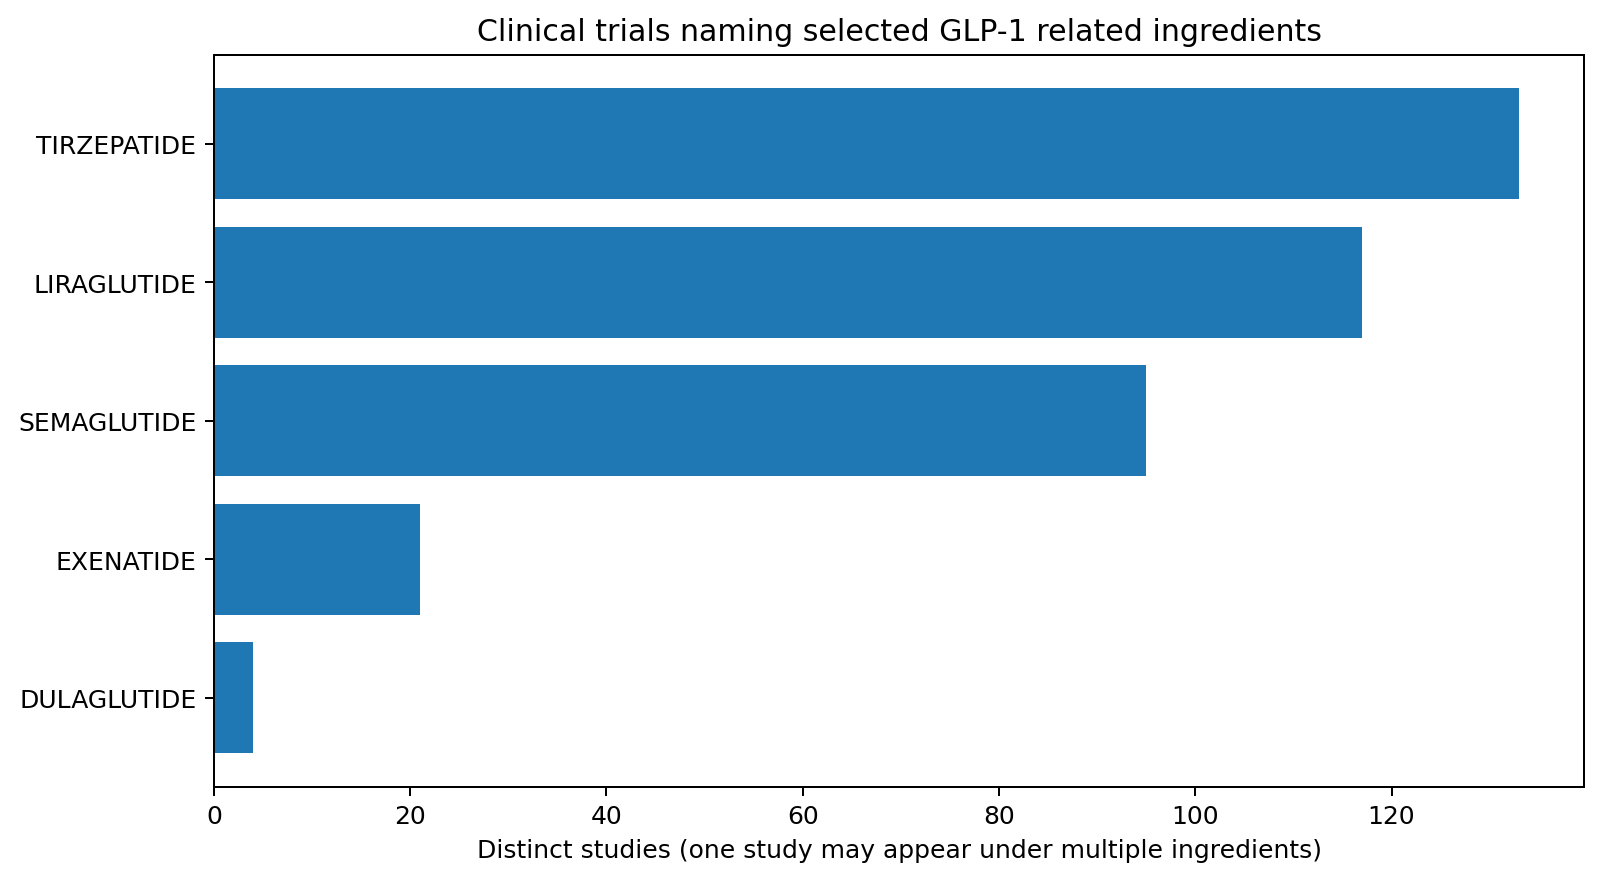 Clinical trials naming selected GLP-1 related ingredients
TIRZEPATIDE
LIRAGLUTIDE
SEMAGLUTIDE
EXENATIDE
DULAGLUTIDE
0 20 40 60 80 100 120
Distinct studies (one study may appear under multiple ingredients)